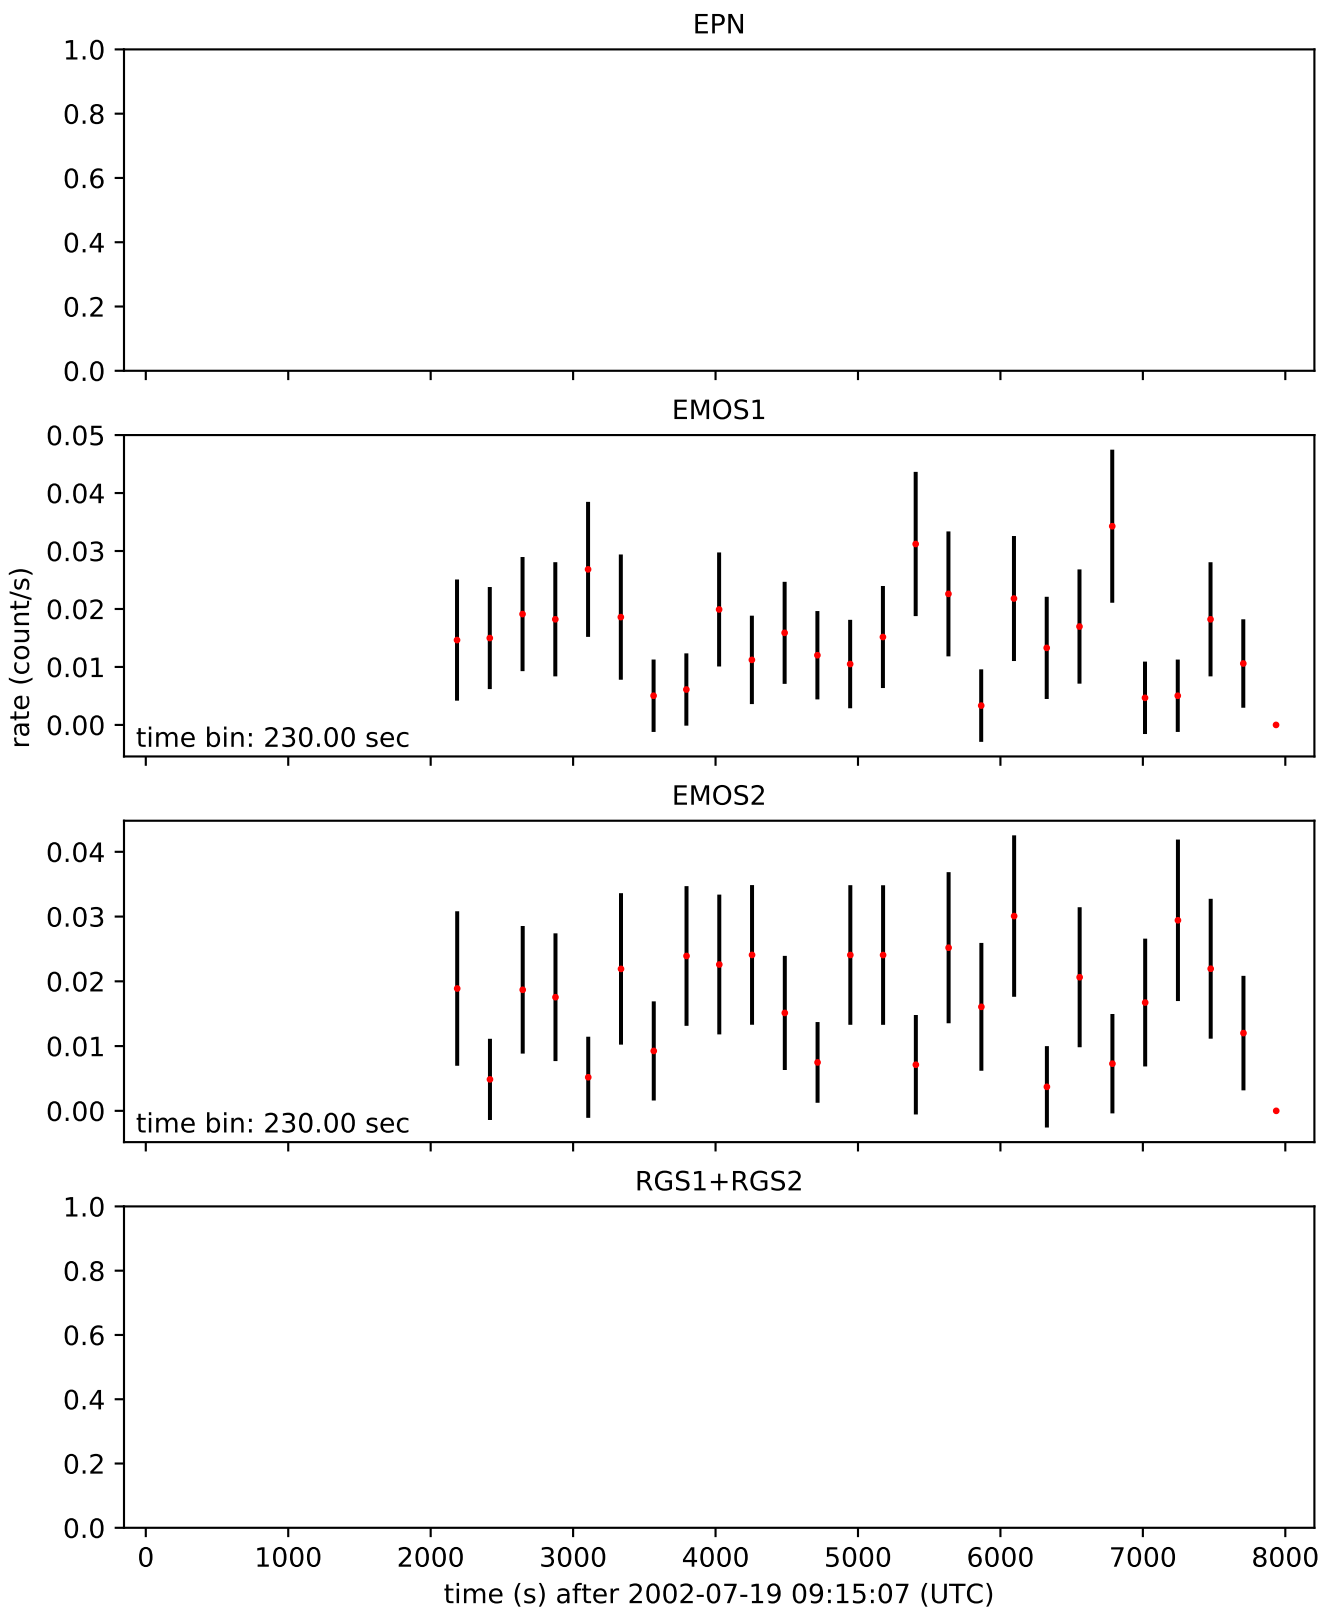 EPN
1.0
0.8
0.6
0.4
0.2
0.0
EMOS1
0.05
0.04
0.03
0.02
0.01
0.00
rate (count/s)
time bin: 230.00 sec
EMOS2
0.04
0.03
0.02
0.01
0.00
time bin: 230.00 sec
RGS1+RGS2
1.0
0.8
0.6
0.4
0.2
0.0
0 1000 2000 3000 4000 5000 6000 7000 8000
time (s) after 2002-07-19 09:15:07 (UTC)